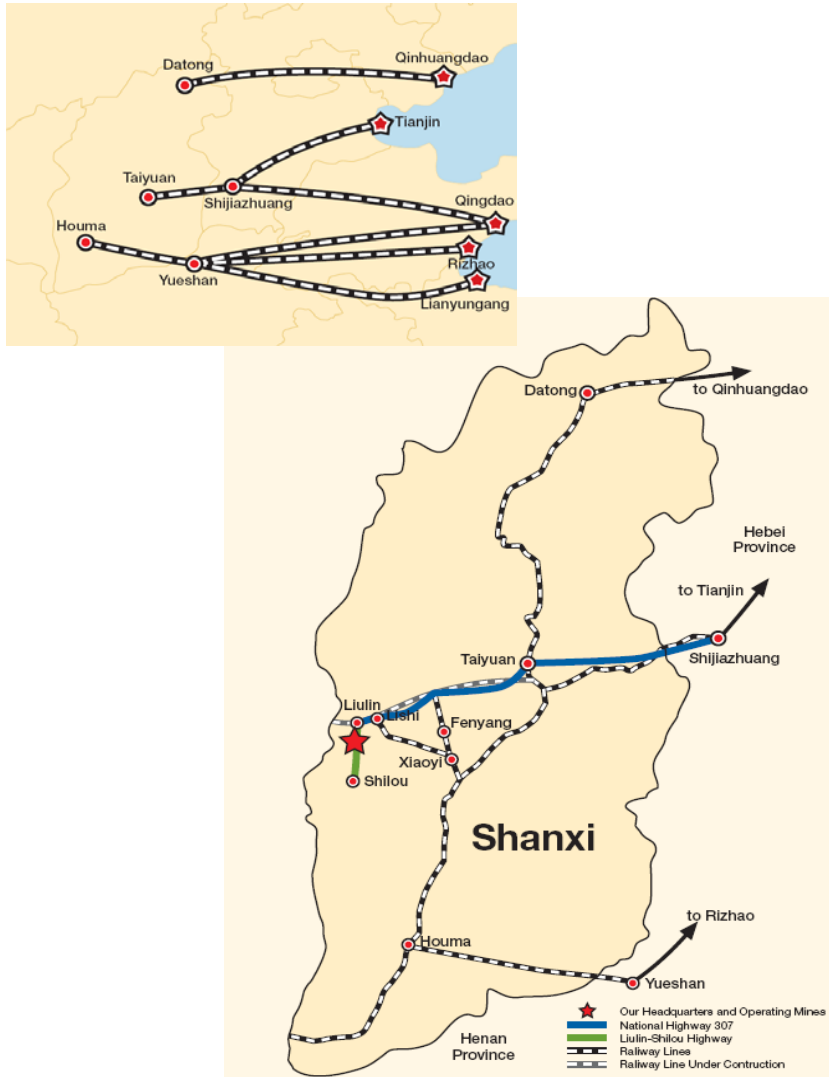 Datong
Qinhuangdao
Tianjin
Taiyuan
Shijiazhuang
Qingdao
Houma
Rizhao
Yueshan
Lianyungang
Datong
to Qinhuangdao
Hebei
Province
to Tianjin
Taiyuan
Shijiazhuang
Liulin
Lishi
Fenyang
Xiaoyi
Shilou
Shanxi
to Rizhao
Houma
Yueshan
Henan
Province
Our Headquarters and Operating Mines
National Highway 307
Liulin-Shilou Highway
Raliway Lines
Raliway Line Under Contruction